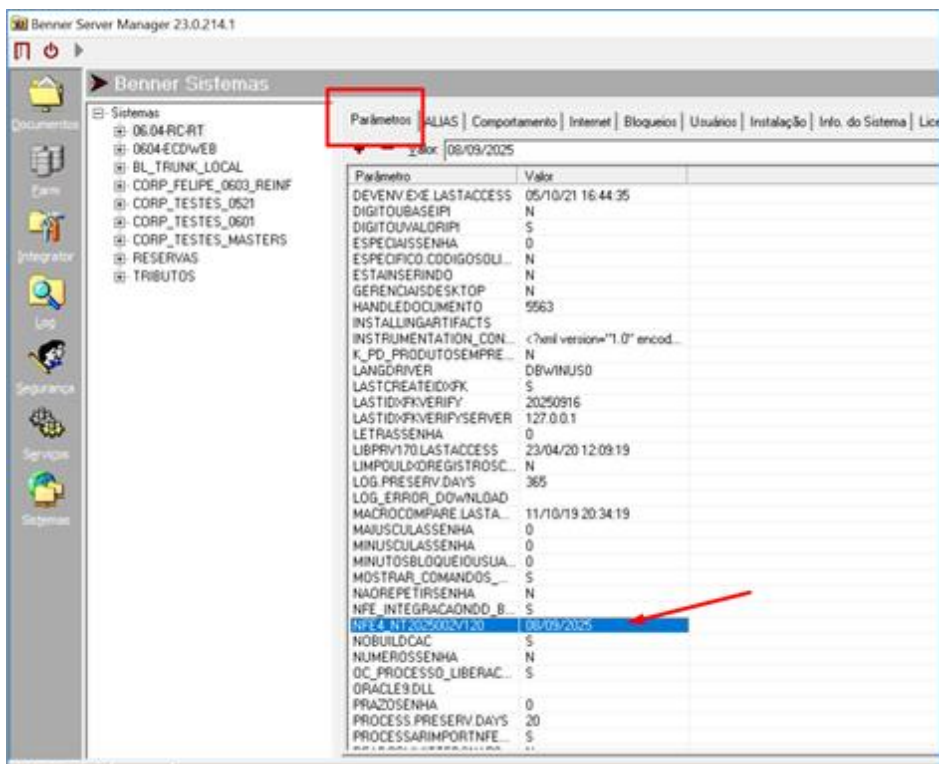 Benner Server Manager 23.0.214.1
Benner Sistemas
Documentos
Farm
Integrator
Log
Segurança
Serviços
Sistemas
Sistemas
06.04-RC-RT
0604-ECDWEB
BL_TRUNK_LOCAL
CORP_FELIPE_0603_REINF
CORP_TESTES_0521
CORP_TESTES_0601
CORP_TESTES_MASTERS
RESERVAS
TRIBUTOS
Parâmetros ALIAS Comportamento Internet Bloqueios Usuários Instalação Info. do Sistema Lice
Valor: 08/09/2025
Parâmetro Valor
DEVENV.EXE.LASTACCESS 05/10/21 16:44:35
DIGITOUBASEIPI N
DIGITOUVALORIPI S
ESPECIAISSENHA 0
ESPECIFICO.CODIGOSOLI... N
ESTAINSERINDO N
GERENCIAISDESKTOP N
HANDLEDOCUMENTO 5563
INSTALLINGARTIFACTS
INSTRUMENTATION_CON... <?xml version="1.0" encod...
K_PD_PRODUTOSEMPRE... N
LANGDRIVER DBWINUS0
LASTCREATEIDXFK S
LASTIDXFKVERIFY 20250916
LASTIDXFKVERIFYSERVER 127.0.0.1
LETRASSENHA 0
LIBPRV170.LASTACCESS 23/04/20 12:09:19
LIMPOULIXOREGISTROSC... N
LOG.PRESERV.DAYS 365
LOG_ERROR_DOWNLOAD
MACROCOMPARE.LASTA... 11/10/19 20:34:19
MAIUSCULASSENHA 0
MINUSCULASSENHA 0
MINUTOSBLOQUEIOUSUA... 0
MOSTRAR_COMANDOS_... S
NAOREPETIRSENHA N
NFE_INTEGRACAONDD_B... S
NFE4_NT2025002V120 08/09/2025
NOBUILDCAC S
NUMEROSSENHA N
OC_PROCESSO_LIBERAC... S
ORACLE9.DLL
PRAZOSENHA 0
PROCESS.PRESERV.DAYS 20
PROCESSARIMPORTNFE... S